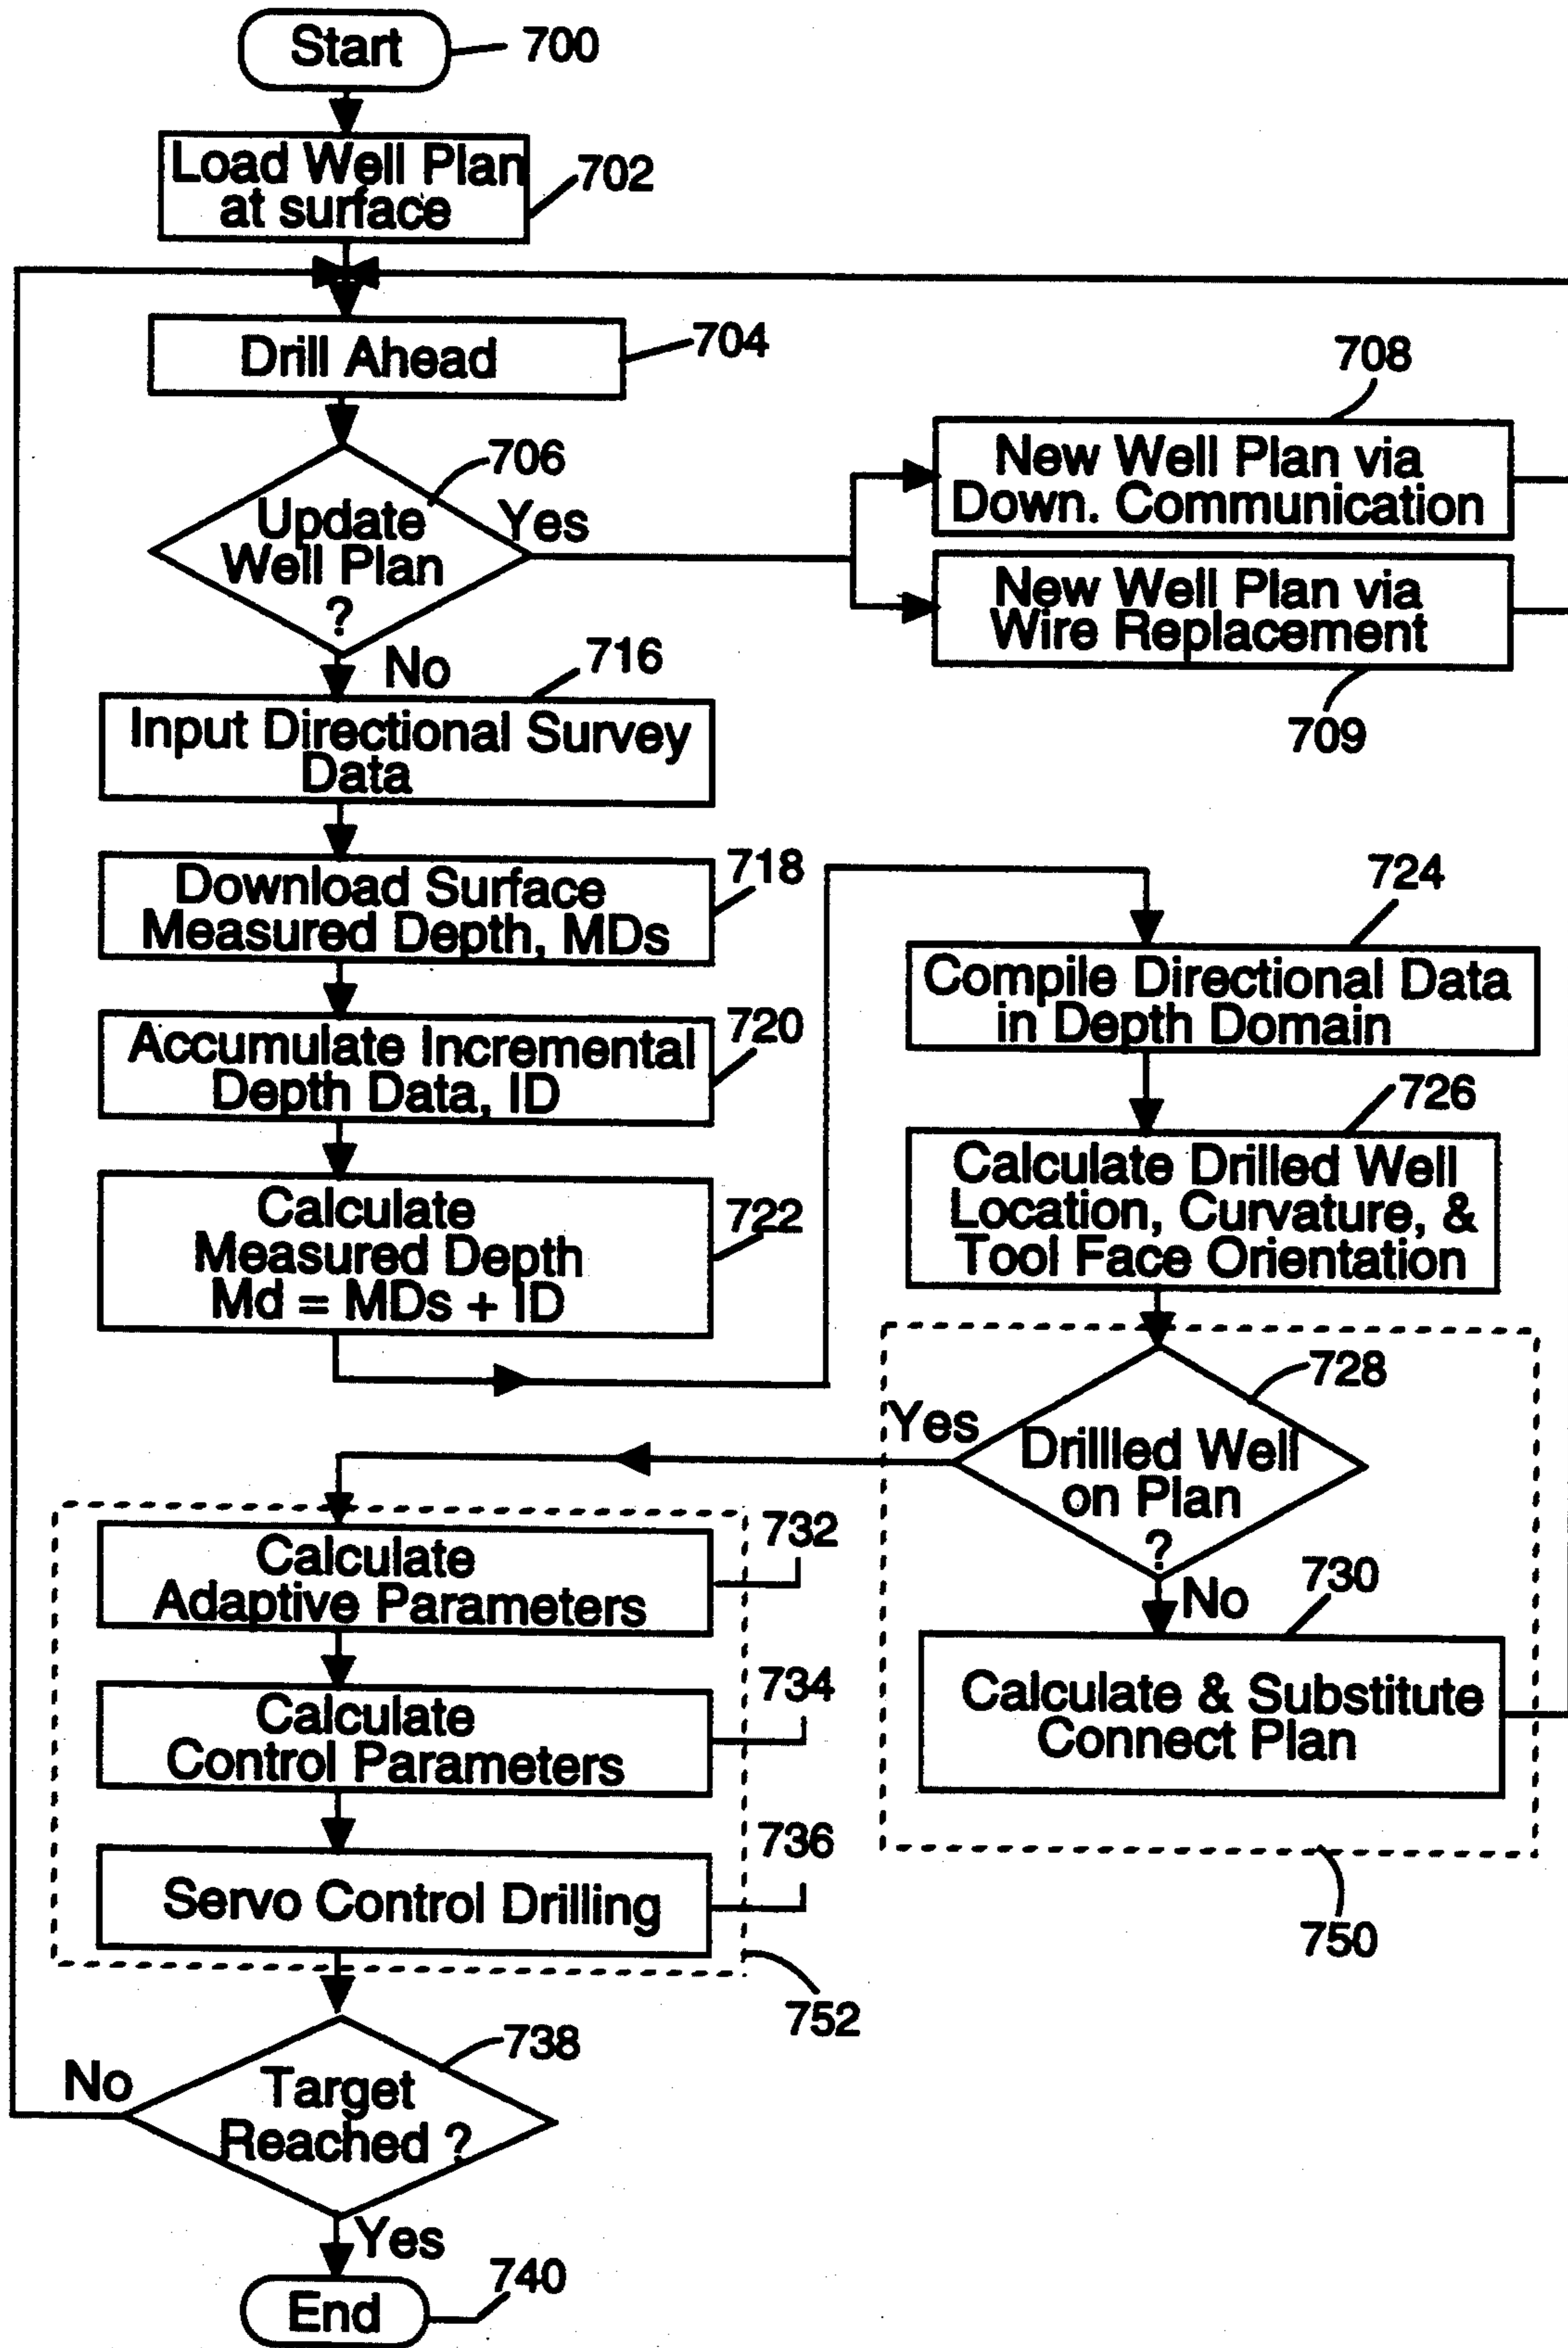 Start
700
Load Well Plan
at surface
702
Drill Ahead
704
706
Update
Well Plan
?
Yes
No
708
New Well Plan via
Down. Communication
New Well Plan via
Wire Replacement
709
716
Input Directional Survey
Data
Download Surface
Measured Depth, MDs
718
Accumulate Incremental
Depth Data, ID
720
Calculate
Measured Depth
Md = MDs + ID
722
724
Compile Directional Data
in Depth Domain
726
Calculate Drilled Well
Location, Curvature, &
Tool Face Orientation
728
Drillled Well
on Plan
?
Yes
No
730
Calculate & Substitute
Connect Plan
750
Calculate
Adaptive Parameters
732
Calculate
Control Parameters
734
Servo Control Drilling
736
752
738
Target
Reached ?
No
Yes
740
End